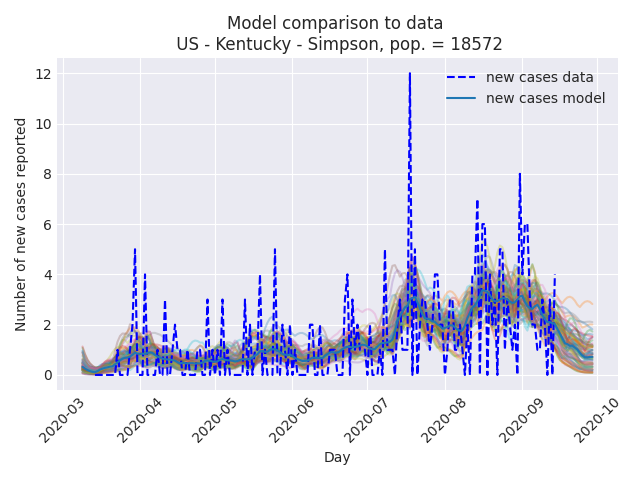 Model comparison to data
US - Kentucky - Simpson, pop. = 18572
new cases data
new cases model
Number of new cases reported
12
10
8
6
4
2
0
2020-03
2020-04
2020-05
2020-06
2020-07
2020-08
2020-09
2020-10
Day